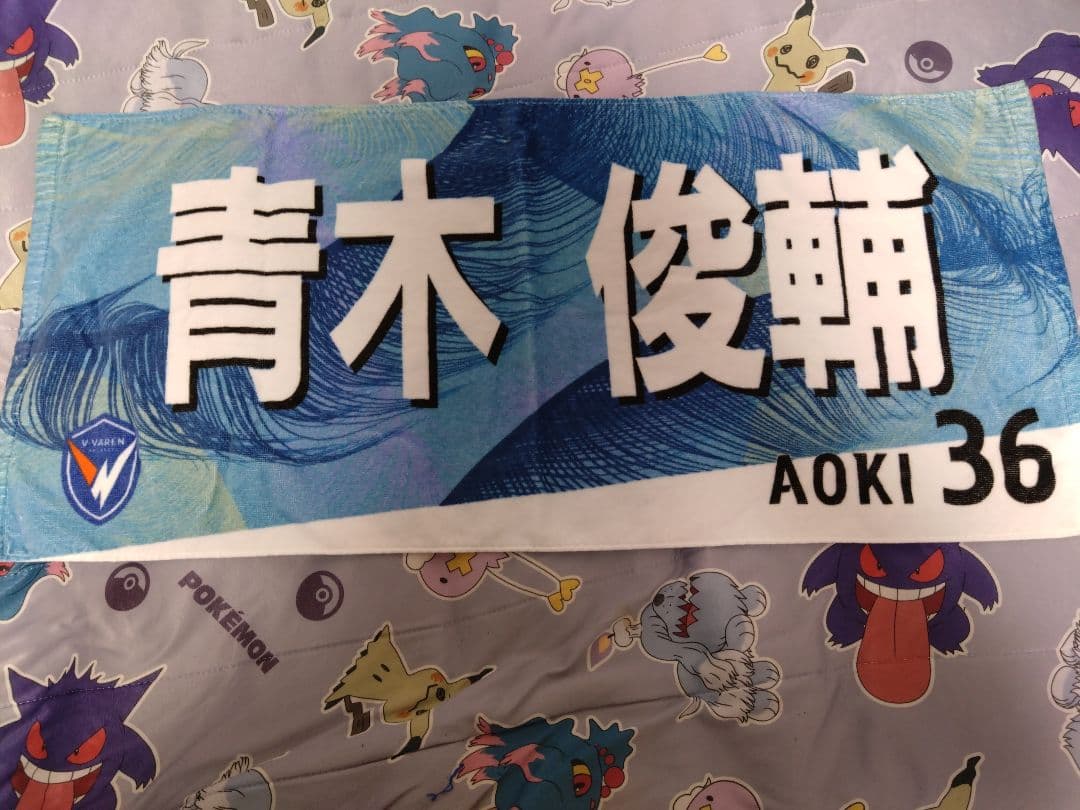 青木 俊輔
V·VAREN
AOKI 36
POKÉMON